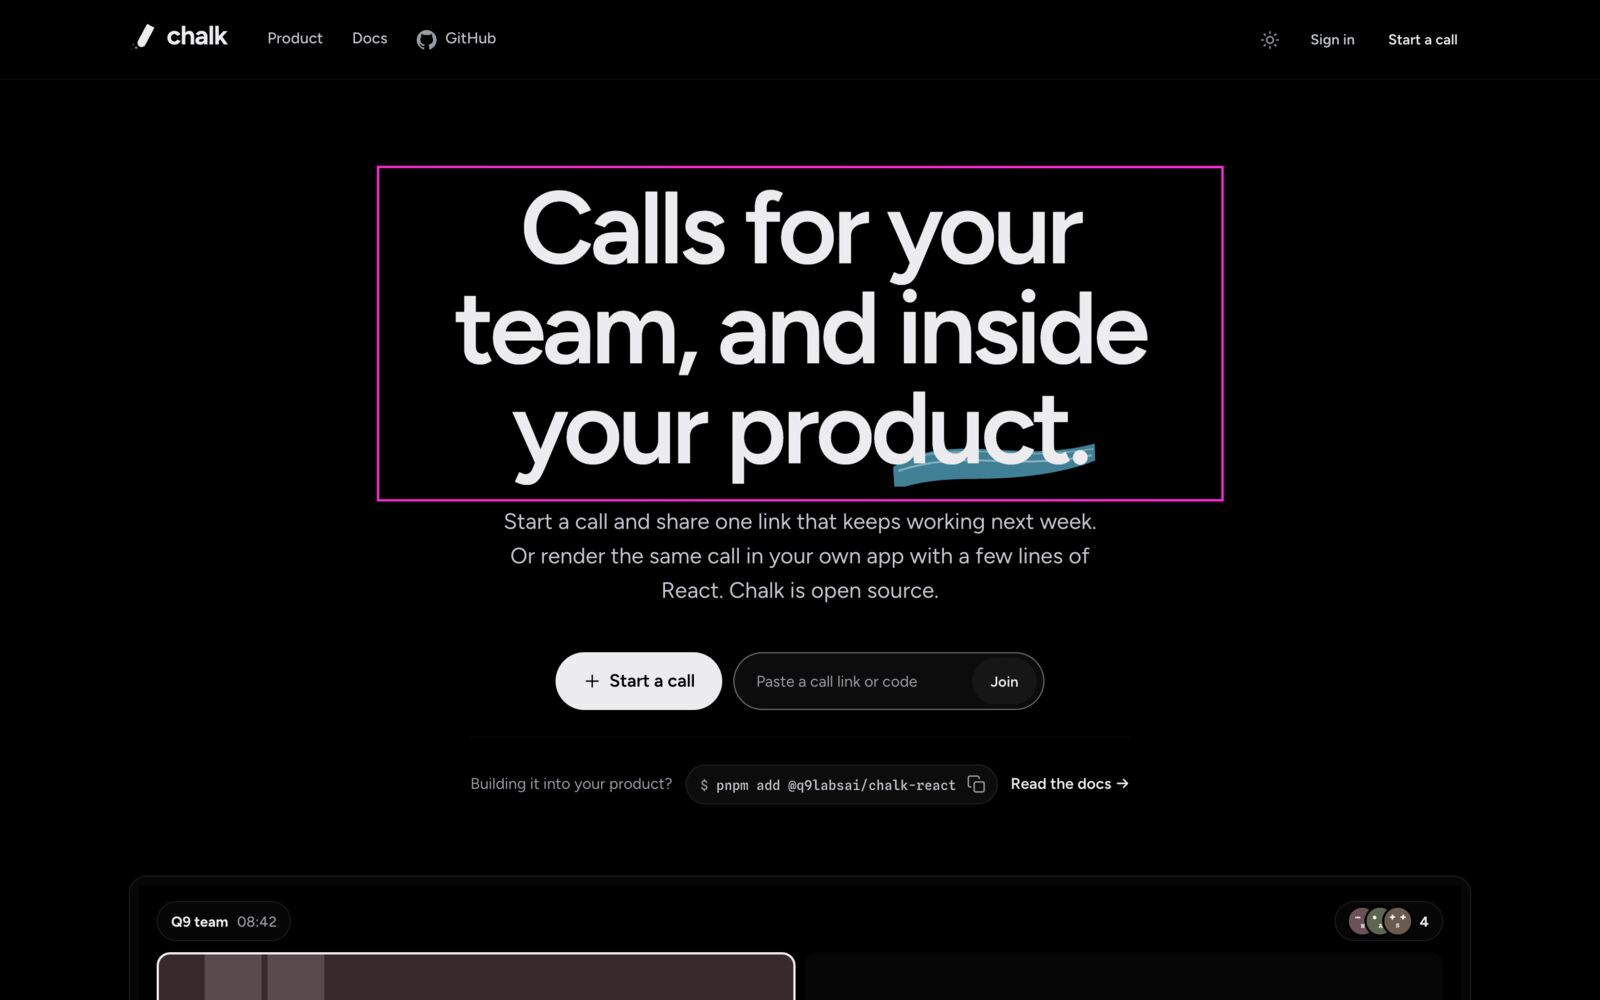 chalk
Product
Docs
GitHub
Sign in
Start a call
Calls for your
team, and inside
your product.
Start a call and share one link that keeps working next week.
Or render the same call in your own app with a few lines of
React. Chalk is open source.
+ Start a call
Paste a call link or code
Join
Building it into your product?
$ pnpm add @q9labsai/chalk-react
Read the docs →
Q9 team 08:42
4